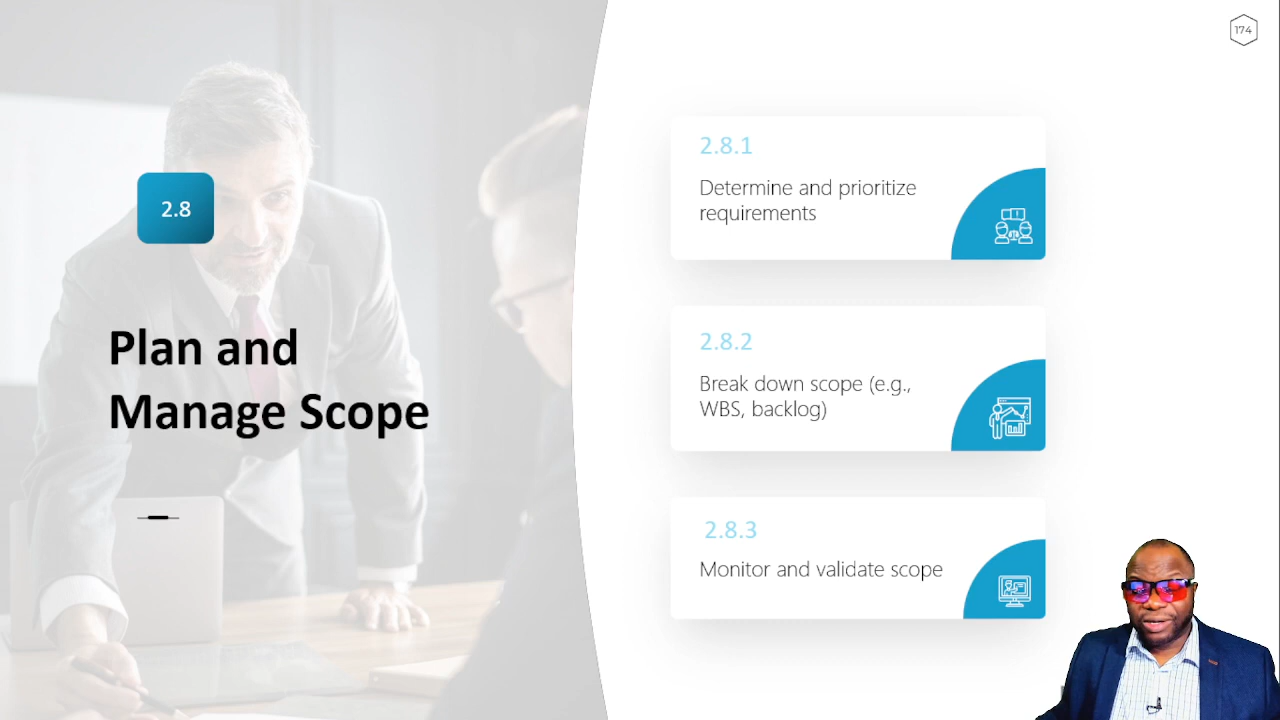 174
2.8
Plan and
Manage Scope
2.8.1
Determine and prioritize
requirements
2.8.2
Break down scope (e.g.,
WBS, backlog)
2.8.3
Monitor and validate scope